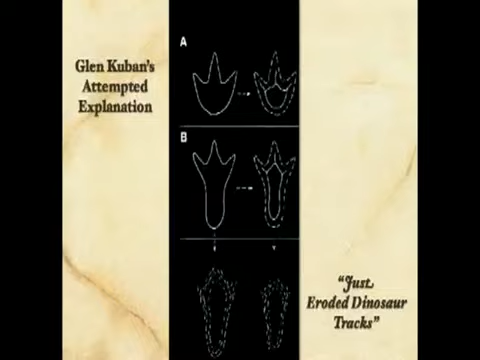 Glen Kuban's
Attempted
Explanation
A
B
"Just
Eroded Dinosaur
Tracks"